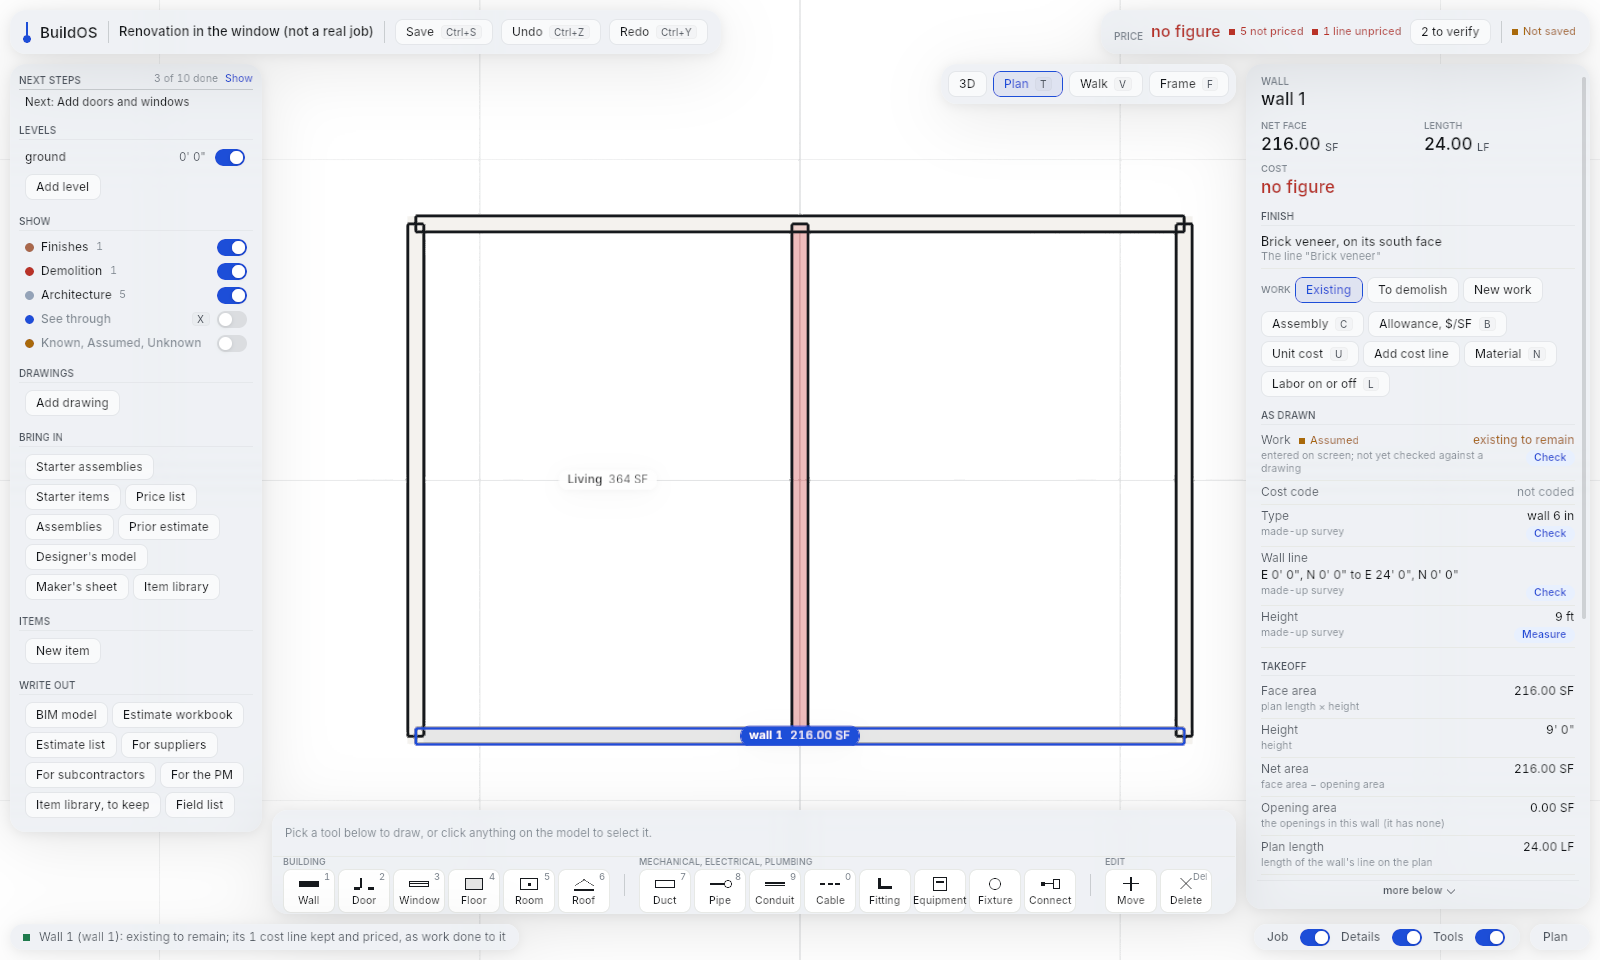 BuildOS
Renovation in the window (not a real job)
Save Ctrl+S
Undo Ctrl+Z
Redo Ctrl+Y
PRICE no figure
5 not priced
1 line unpriced
2 to verify
Not saved
NEXT STEPS
3 of 10 done Show
Next: Add doors and windows
LEVELS
ground 0' 0"
Add level
SHOW
Finishes 1
Demolition 1
Architecture 5
See through X
Known, Assumed, Unknown
DRAWINGS
Add drawing
BRING IN
Starter assemblies
Starter items Price list
Assemblies Prior estimate
Designer's model
Maker's sheet Item library
ITEMS
New item
WRITE OUT
BIM model Estimate workbook
Estimate list For suppliers
For subcontractors For the PM
Item library, to keep Field list
3D
Plan T
Walk V
Frame F
Living 364 SF
wall 1 216.00 SF
WALL
wall 1
NET FACE LENGTH
216.00 SF 24.00 LF
COST
no figure
FINISH
Brick veneer, on its south face
The line "Brick veneer"
WORK Existing To demolish New work
Assembly C Allowance, $/SF B
Unit cost U Add cost line Material N
Labor on or off L
AS DRAWN
Work Assumed existing to remain
entered on screen; not yet checked against a Check
drawing
Cost code not coded
Type wall 6 in
made-up survey Check
Wall line
E 0' 0", N 0' 0" to E 24' 0", N 0' 0"
made-up survey Check
Height 9 ft
made-up survey Measure
TAKEOFF
Face area 216.00 SF
plan length × height
Height 9' 0"
height
Net area 216.00 SF
face area − opening area
Opening area 0.00 SF
the openings in this wall (it has none)
Plan length 24.00 LF
length of the wall's line on the plan
more below
Pick a tool below to draw, or click anything on the model to select it.
BUILDING
1 2 3 4 5 6
Wall Door Window Floor Room Roof
MECHANICAL, ELECTRICAL, PLUMBING
7 8 9 0
Duct Pipe Conduit Cable Fitting Equipment Fixture Connect
EDIT
Del
Move Delete
Wall 1 (wall 1): existing to remain; its 1 cost line kept and priced, as work done to it
Job Details Tools Plan